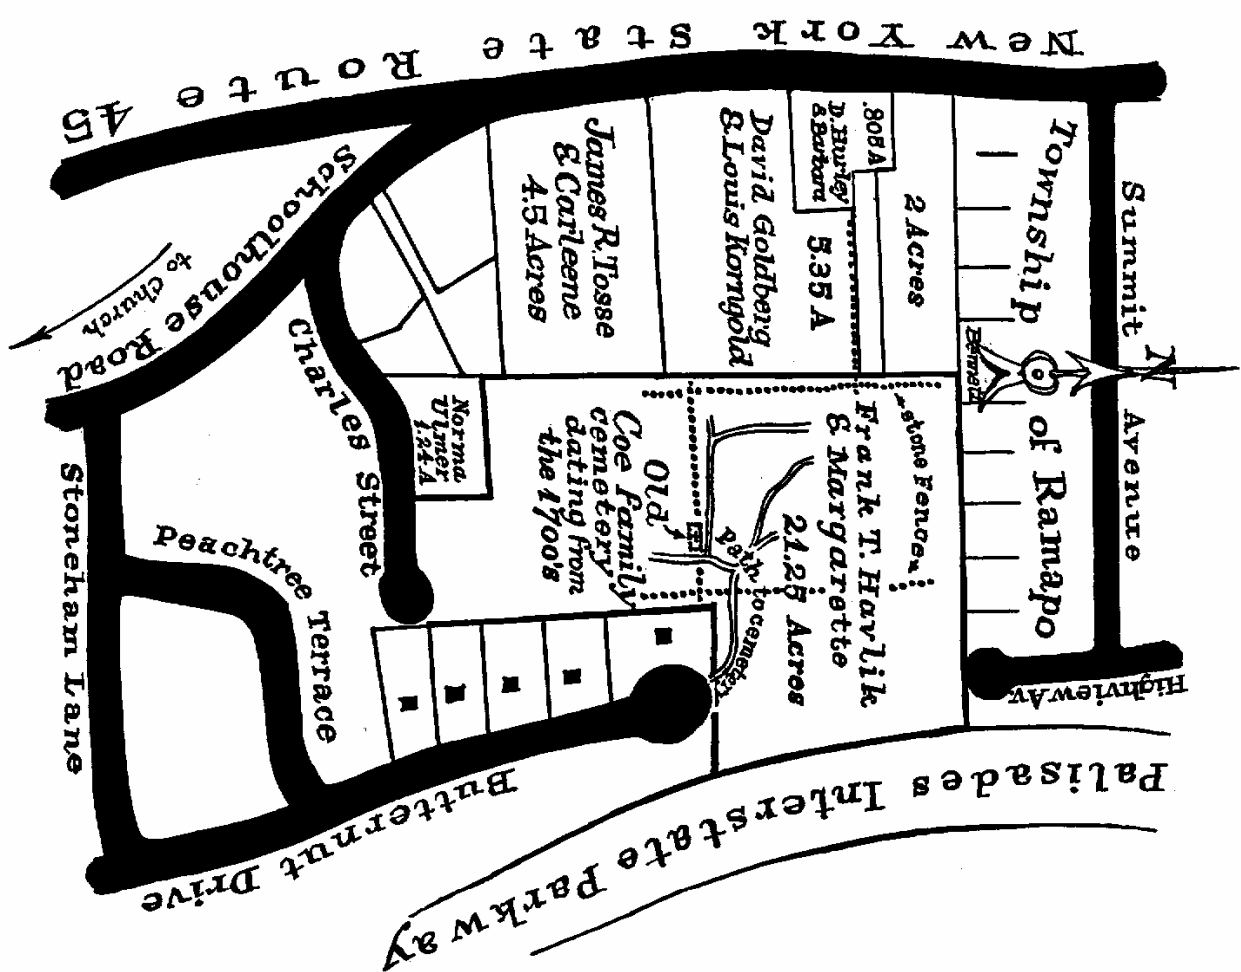 New York State Route 45
Schoolhouse Road
to Church
James R. Tosse
& Carleene
4.5 Acres
David Goldberg
& Louis Korngold
.805 A
D. Hurley
& Barbara
5.35 A
2 Acres
Township of Ramapo
Summit Avenue
N
Bennett
Charles Street
Norma
Ulmer
1.24 A
Old
Coe family
cemetery
dating from
the 1700's
stone Fence
Frank T. Havlik
& Margarette
21.25 Acres
path to cemetery
Highview Av
Stoneham Lane
Peachtree Terrace
Butternut Drive
Palisades Interstate Parkway